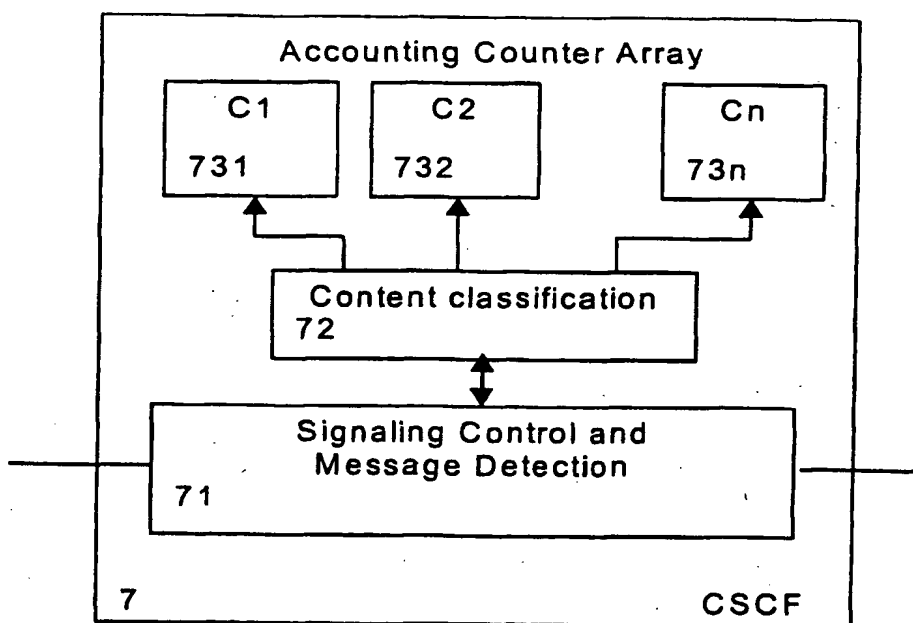 Accounting Counter Array
C1
731
C2
732
Cn
73n
Content classification
72
Signaling Control and
Message Detection
71
7
CSCF